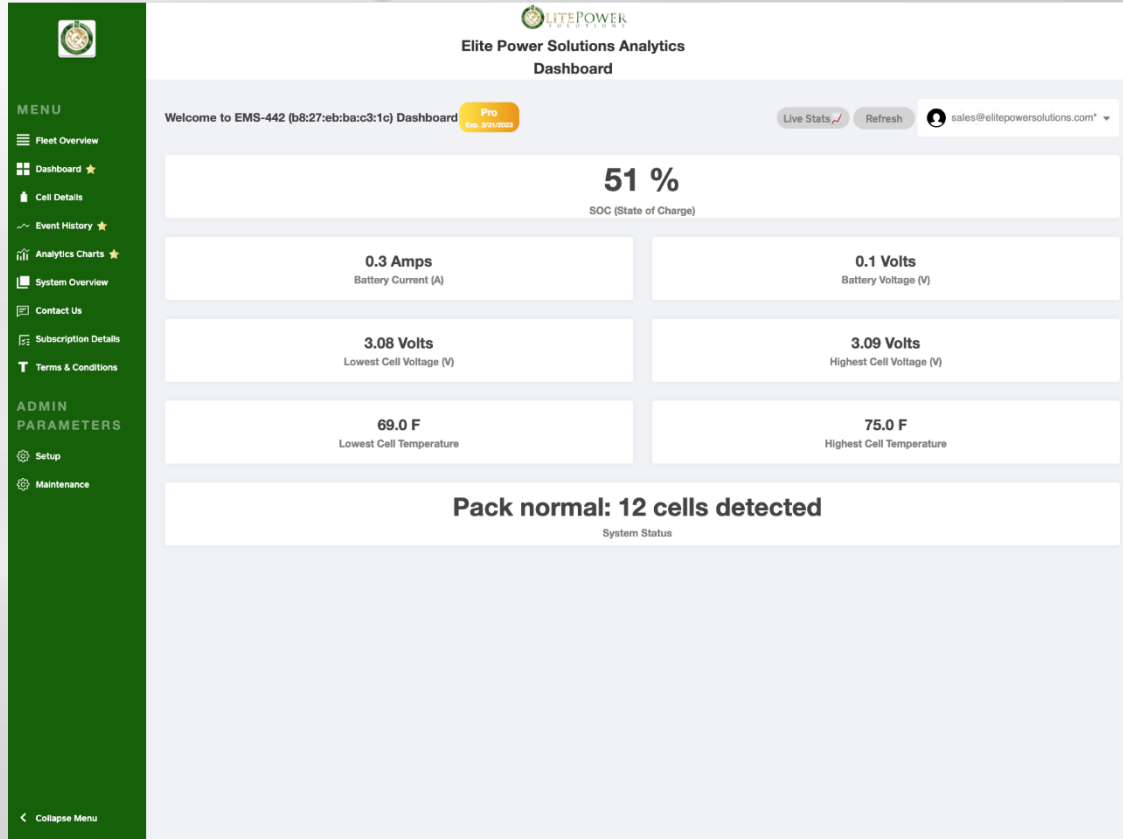 LITEPOWER
SOLUTIONS
Elite Power Solutions Analytics
Dashboard
MENU
Fleet Overview
Dashboard
Cell Details
Event History
Analytics Charts
System Overview
Contact Us
Subscription Details
Terms & Conditions
ADMIN
PARAMETERS
Setup
Maintenance
Collapse Menu
Welcome to EMS-442 (b8:27:eb:ba:c3:1c) Dashboard
Pro
Exp. 3/31/2023
Live Stats
Refresh
sales@elitepowersolutions.com*
51 %
SOC (State of Charge)
0.3 Amps
Battery Current (A)
0.1 Volts
Battery Voltage (V)
3.08 Volts
Lowest Cell Voltage (V)
3.09 Volts
Highest Cell Voltage (V)
69.0 F
Lowest Cell Temperature
75.0 F
Highest Cell Temperature
Pack normal: 12 cells detected
System Status